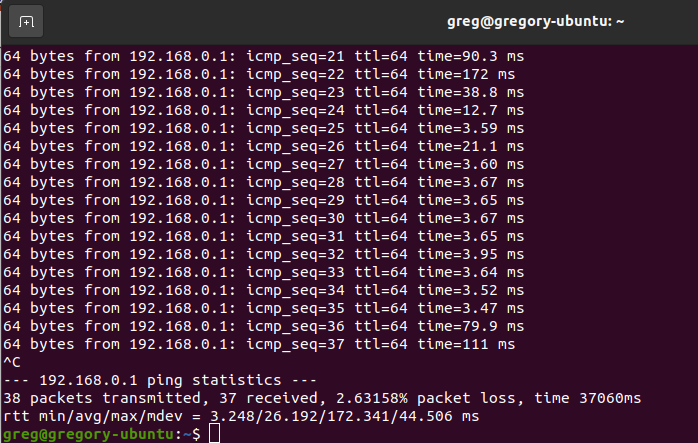 greg@gregory-ubuntu: ~
64 bytes from 192.168.0.1: icmp_seq=21 ttl=64 time=90.3 ms
64 bytes from 192.168.0.1: icmp_seq=22 ttl=64 time=172 ms
64 bytes from 192.168.0.1: icmp_seq=23 ttl=64 time=38.8 ms
64 bytes from 192.168.0.1: icmp_seq=24 ttl=64 time=12.7 ms
64 bytes from 192.168.0.1: icmp_seq=25 ttl=64 time=3.59 ms
64 bytes from 192.168.0.1: icmp_seq=26 ttl=64 time=21.1 ms
64 bytes from 192.168.0.1: icmp_seq=27 ttl=64 time=3.60 ms
64 bytes from 192.168.0.1: icmp_seq=28 ttl=64 time=3.67 ms
64 bytes from 192.168.0.1: icmp_seq=29 ttl=64 time=3.65 ms
64 bytes from 192.168.0.1: icmp_seq=30 ttl=64 time=3.67 ms
64 bytes from 192.168.0.1: icmp_seq=31 ttl=64 time=3.65 ms
64 bytes from 192.168.0.1: icmp_seq=32 ttl=64 time=3.95 ms
64 bytes from 192.168.0.1: icmp_seq=33 ttl=64 time=3.64 ms
64 bytes from 192.168.0.1: icmp_seq=34 ttl=64 time=3.52 ms
64 bytes from 192.168.0.1: icmp_seq=35 ttl=64 time=3.47 ms
64 bytes from 192.168.0.1: icmp_seq=36 ttl=64 time=79.9 ms
64 bytes from 192.168.0.1: icmp_seq=37 ttl=64 time=111 ms
^C
--- 192.168.0.1 ping statistics ---
38 packets transmitted, 37 received, 2.63158% packet loss, time 37060ms
rtt min/avg/max/mdev = 3.248/26.192/172.341/44.506 ms
greg@gregory-ubuntu:~$